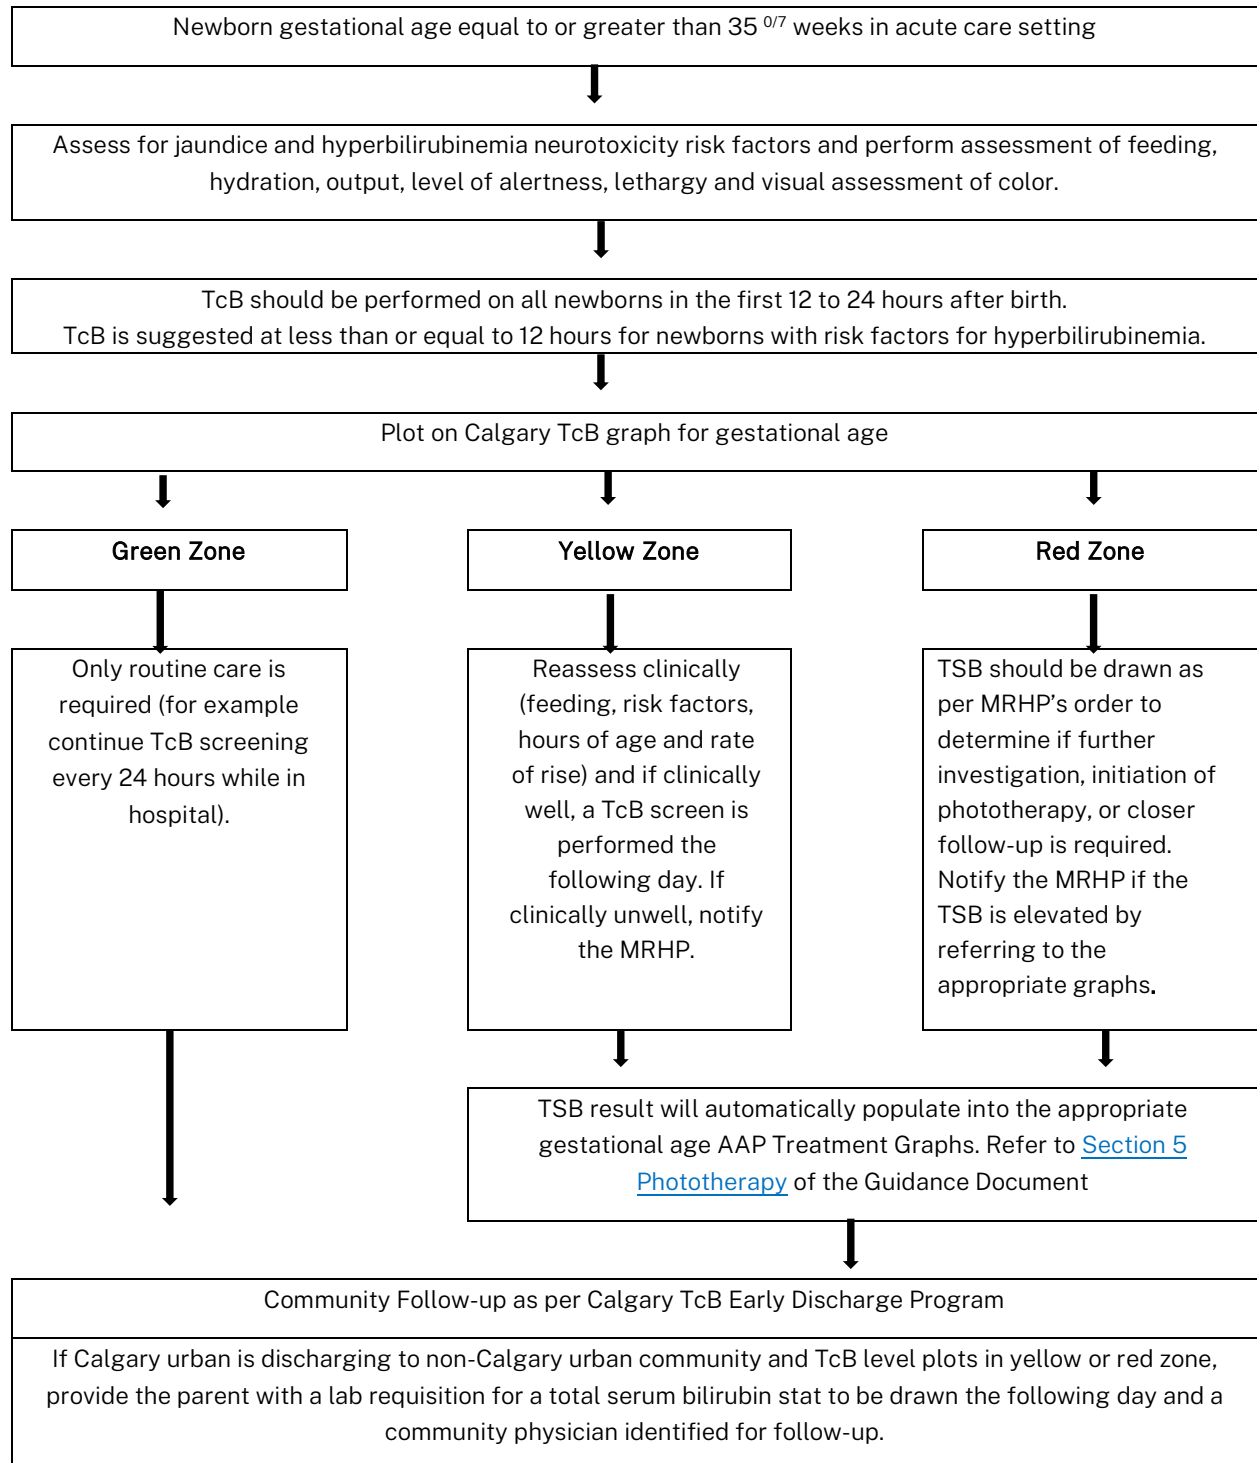 Newborn gestational age equal to or greater than 35 0/7 weeks in acute care setting
Assess for jaundice and hyperbilirubinemia neurotoxicity risk factors and perform assessment of feeding,
hydration, output, level of alertness, lethargy and visual assessment of color.
TcB should be performed on all newborns in the first 12 to 24 hours after birth.
TcB is suggested at less than or equal to 12 hours for newborns with risk factors for hyperbilirubinemia.
Plot on Calgary TcB graph for gestational age
Green Zone
Yellow Zone
Red Zone
Only routine care is
required (for example
continue TcB screening
every 24 hours while in
hospital).
Reassess clinically
(feeding, risk factors,
hours of age and rate
of rise) and if clinically
well, a TcB screen is
performed the
following day. If
clinically unwell, notify
the MRHP.
TSB should be drawn as
per MRHP’s order to
determine if further
investigation, initiation of
phototherapy, or closer
follow-up is required.
Notify the MRHP if the
TSB is elevated by
referring to the
appropriate graphs.
TSB result will automatically populate into the appropriate
gestational age AAP Treatment Graphs. Refer to Section 5
Phototherapy of the Guidance Document
Community Follow-up as per Calgary TcB Early Discharge Program
If Calgary urban is discharging to non-Calgary urban community and TcB level plots in yellow or red zone,
provide the parent with a lab requisition for a total serum bilirubin stat to be drawn the following day and a
community physician identified for follow-up.